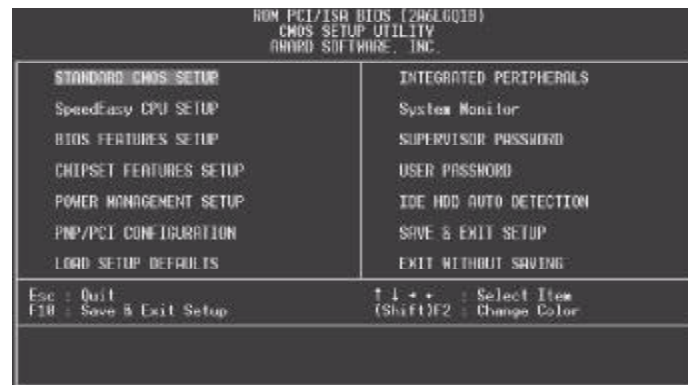 ROM PCI/ISA BIOS (2A6LGQ1B)
CMOS SETUP UTILITY
AWARD SOFTWARE, INC.
STANDARD CMOS SETUP
SpeedEasy CPU SETUP
BIOS FEATURES SETUP
CHIPSET FEATURES SETUP
POWER MANAGEMENT SETUP
PNP/PCI CONFIGURATION
LOAD SETUP DEFAULTS
INTEGRATED PERIPHERALS
System Monitor
SUPERVISOR PASSWORD
USER PASSWORD
IDE HDD AUTO DETECTION
SAVE & EXIT SETUP
EXIT WITHOUT SAVING
Esc : Quit
F10 : Save & Exit Setup
↑ ↓ → ← : Select Item
(Shift)F2 : Change Color